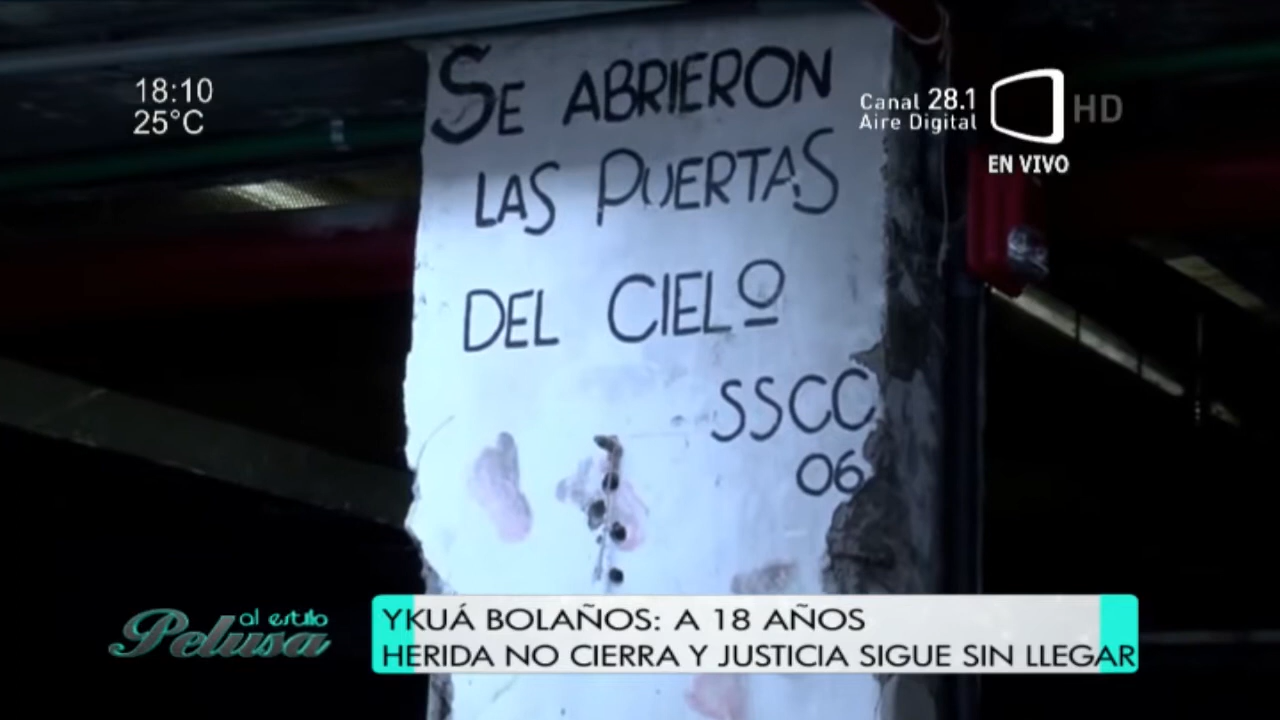 SE ABRIERON
LAS PUERTAS
DEL CIELO
SSCC
06
18:10
25°C
Canal 28.1
Aire Digital
HD
EN VIVO
al estilo
Pelusa
YKUÁ BOLAÑOS: A 18 AÑOS
HERIDA NO CIERRA Y JUSTICIA SIGUE SIN LLEGAR